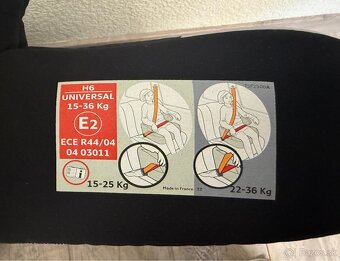 H6
UNIVERSAL
15-36 Kg
E2
ECE R44/04
04 03011
15-25 Kg
Made in France
22-36 Kg